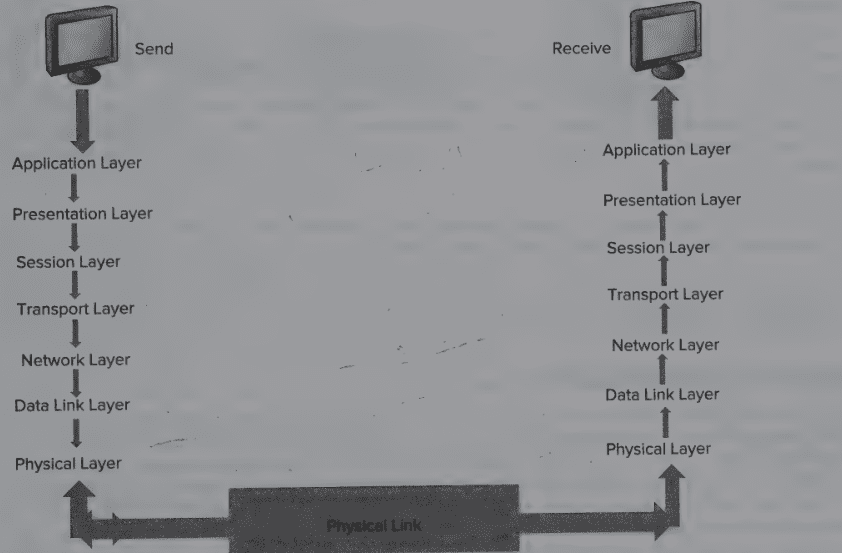 Send
Receive
Application Layer
Presentation Layer
Session Layer
Transport Layer
Network Layer
Data Link Layer
Physical Layer
Application Layer
Presentation Layer
Session Layer
Transport Layer
Network Layer
Data Link Layer
Physical Layer
Physical Link